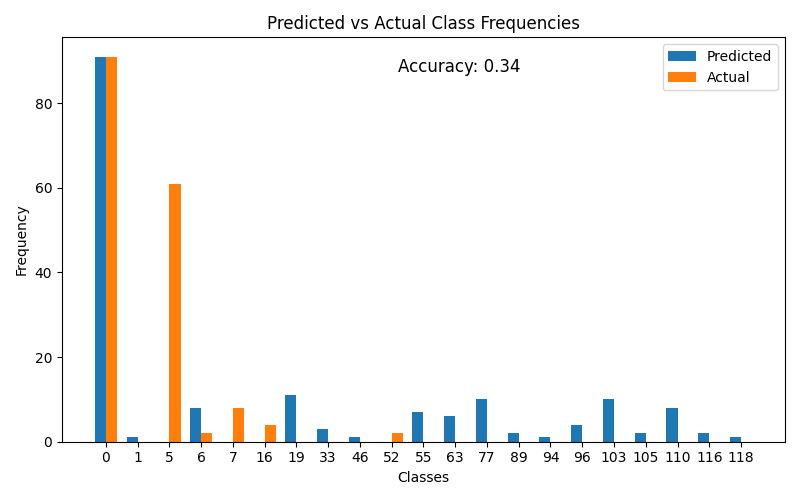 Predicted vs Actual Class Frequencies
Accuracy: 0.34
Predicted
Actual
Frequency
80
60
40
20
0
0 1 5 6 7 16 19 33 46 52 55 63 77 89 94 96 103 105 110 116 118
Classes